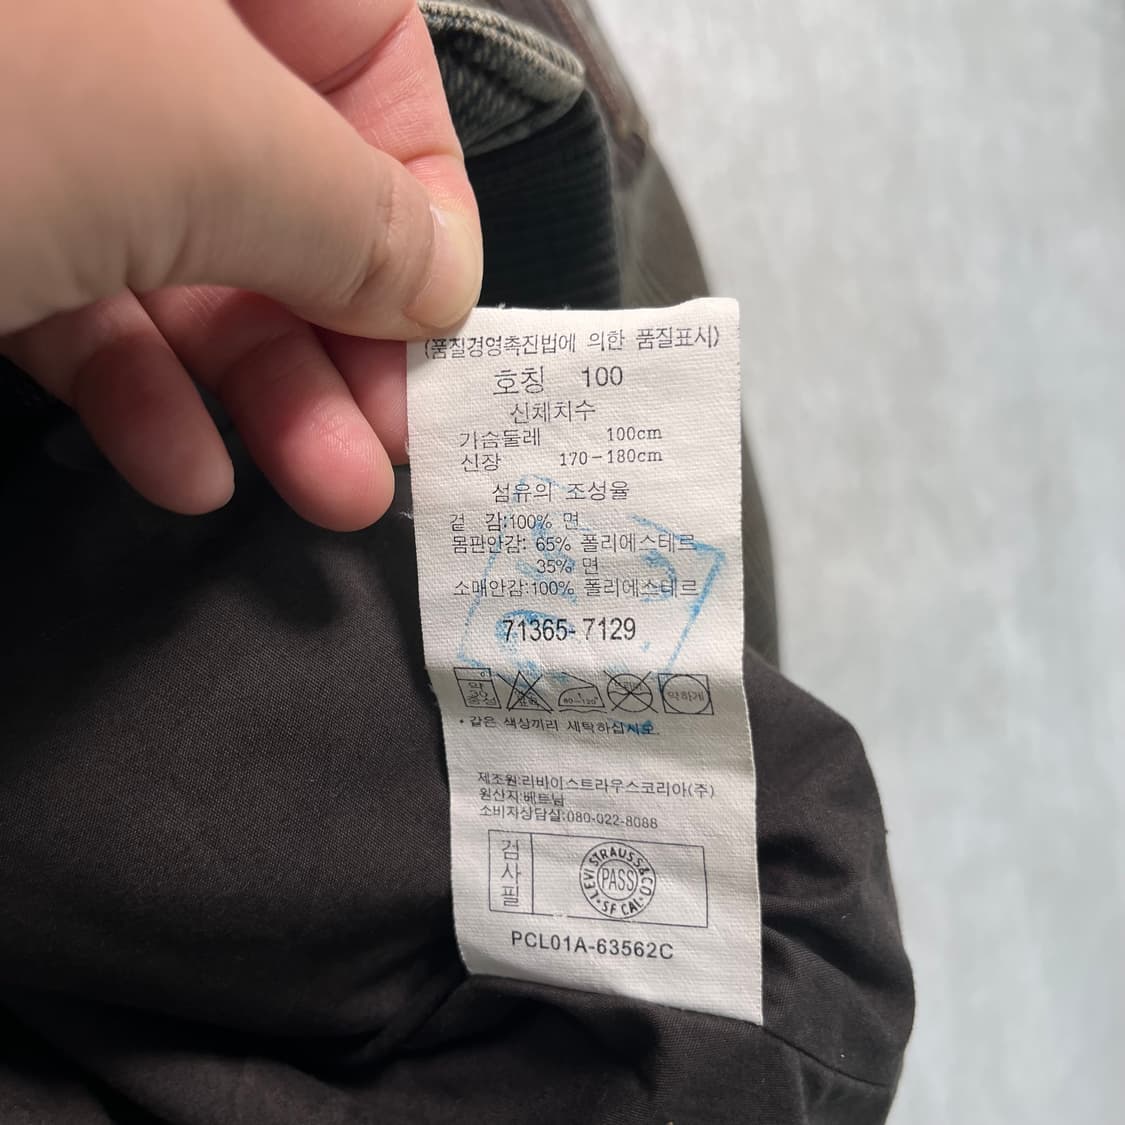 (품질경영촉진법에 의한 품질표시)
호칭 100
신체치수
가슴둘레 100cm
신장 170-180cm
섬유의 조성율
겉 감:100% 면
몸판안감: 65% 폴리에스테르
35% 면
소매안감:100% 폴리에스테르
71365-7129
약하게
* 같은 색상끼리 세탁하십시오
제조원:리바이스트라우스코리아(주)
원산지:베트남
소비자상담실:080-022-8088
검사필
LEVI STRAUSS & CO.
PASS
SF CAL
PCL01A-63562C